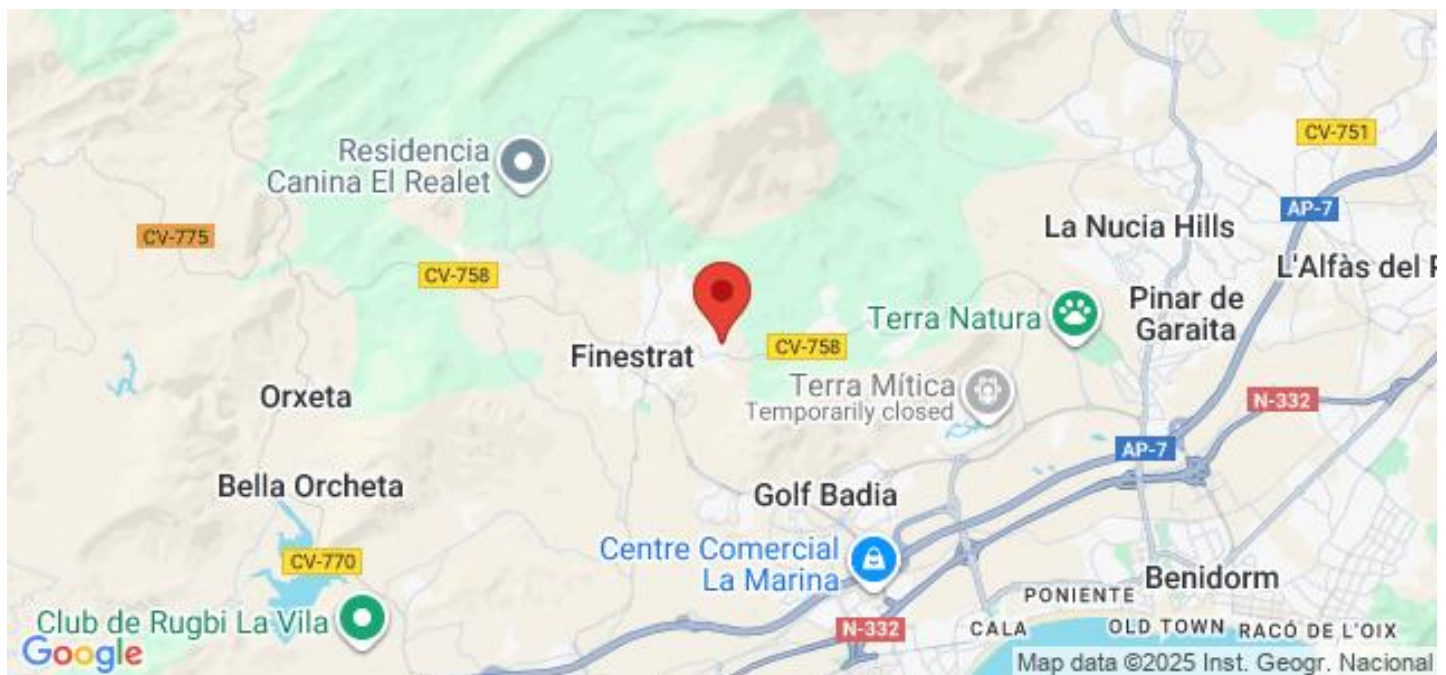 CV-751
Residencia
Canina El Realet
AP-7
La Nucia Hills
CV-775
CV-758
L'Alfàs del P
Terra Natura
Pinar de
Garaita
Finestrat
CV-758
Terra Mítica
Temporarily closed
Orxeta
N-332
AP-7
Bella Orcheta
Golf Badia
Centre Comercial
La Marina
CV-770
Benidorm
PONIENTE
Club de Rugbi La Vila
N-332
CALA
OLD TOWN
RACÓ DE L'OIX
Google
Map data ©2025 Inst. Geogr. Nacional